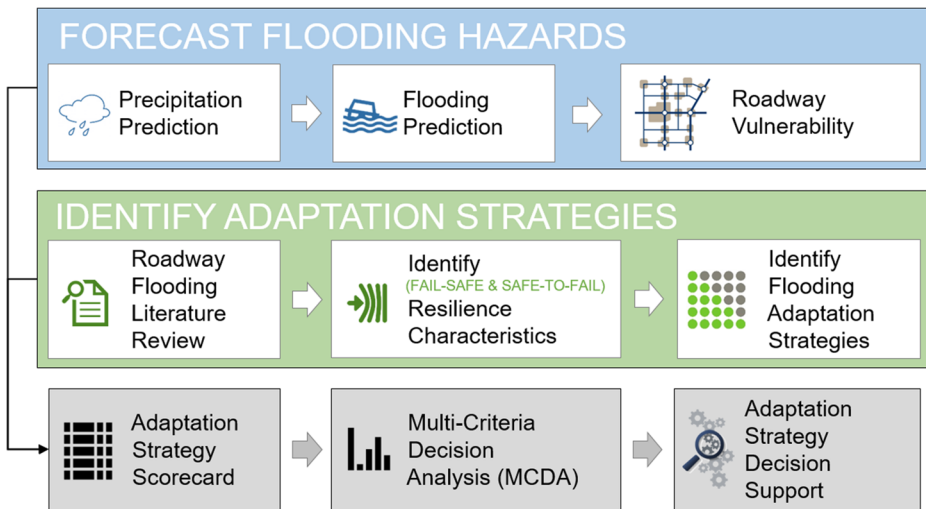 FORECAST FLOODING HAZARDS
Precipitation
Prediction
Flooding
Prediction
Roadway
Vulnerability
IDENTIFY ADAPTATION STRATEGIES
Roadway
Flooding
Literature
Review
Identify
(FAIL-SAFE & SAFE-TO-FAIL)
Resilience
Characteristics
Identify
Flooding
Adaptation
Strategies
Adaptation
Strategy
Scorecard
Multi-Criteria
Decision
Analysis (MCDA)
Adaptation
Strategy
Decision
Support